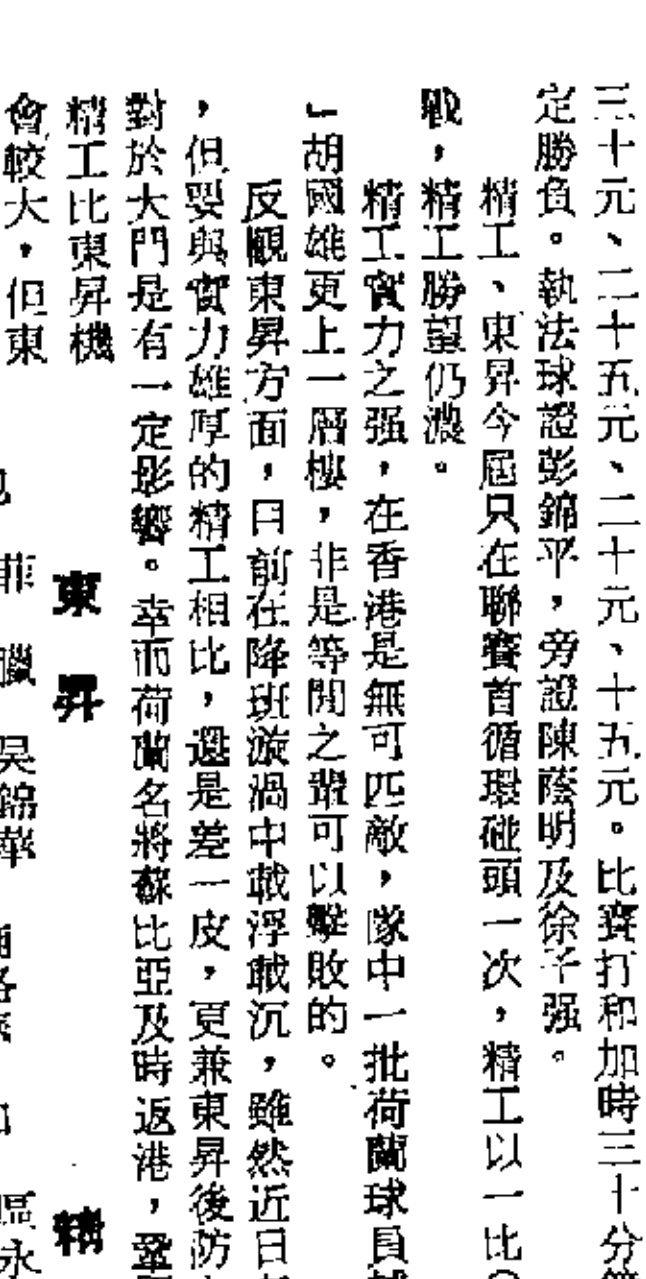 三十元、二十五元、二十元、十五元。比賽打和加時三十分鐘
定勝負。執法球證彭錦平，旁證陳蔭明及徐子强。
精工、東昇今屆只在聯賽首循環碰頭一次，精工以一比
戰，精工勝望仍濃。
精工實力之强，在香港是無可匹敵，隊中一批荷蘭球員
」胡國雄更上一層樓，非是等閒之輩可以擊敗的。
反觀東昇方面，日前在降班漩渦中載浮載沉，雖然近日
，但要與實力雄厚的精工相比，還是差一皮，更兼東昇後防
對於大門是有一定影響。幸而荷蘭名將蘇比亞及時返港，
精工比東昇機
會較大，但東
東昇
精
菲
臘
吳錦華
區永